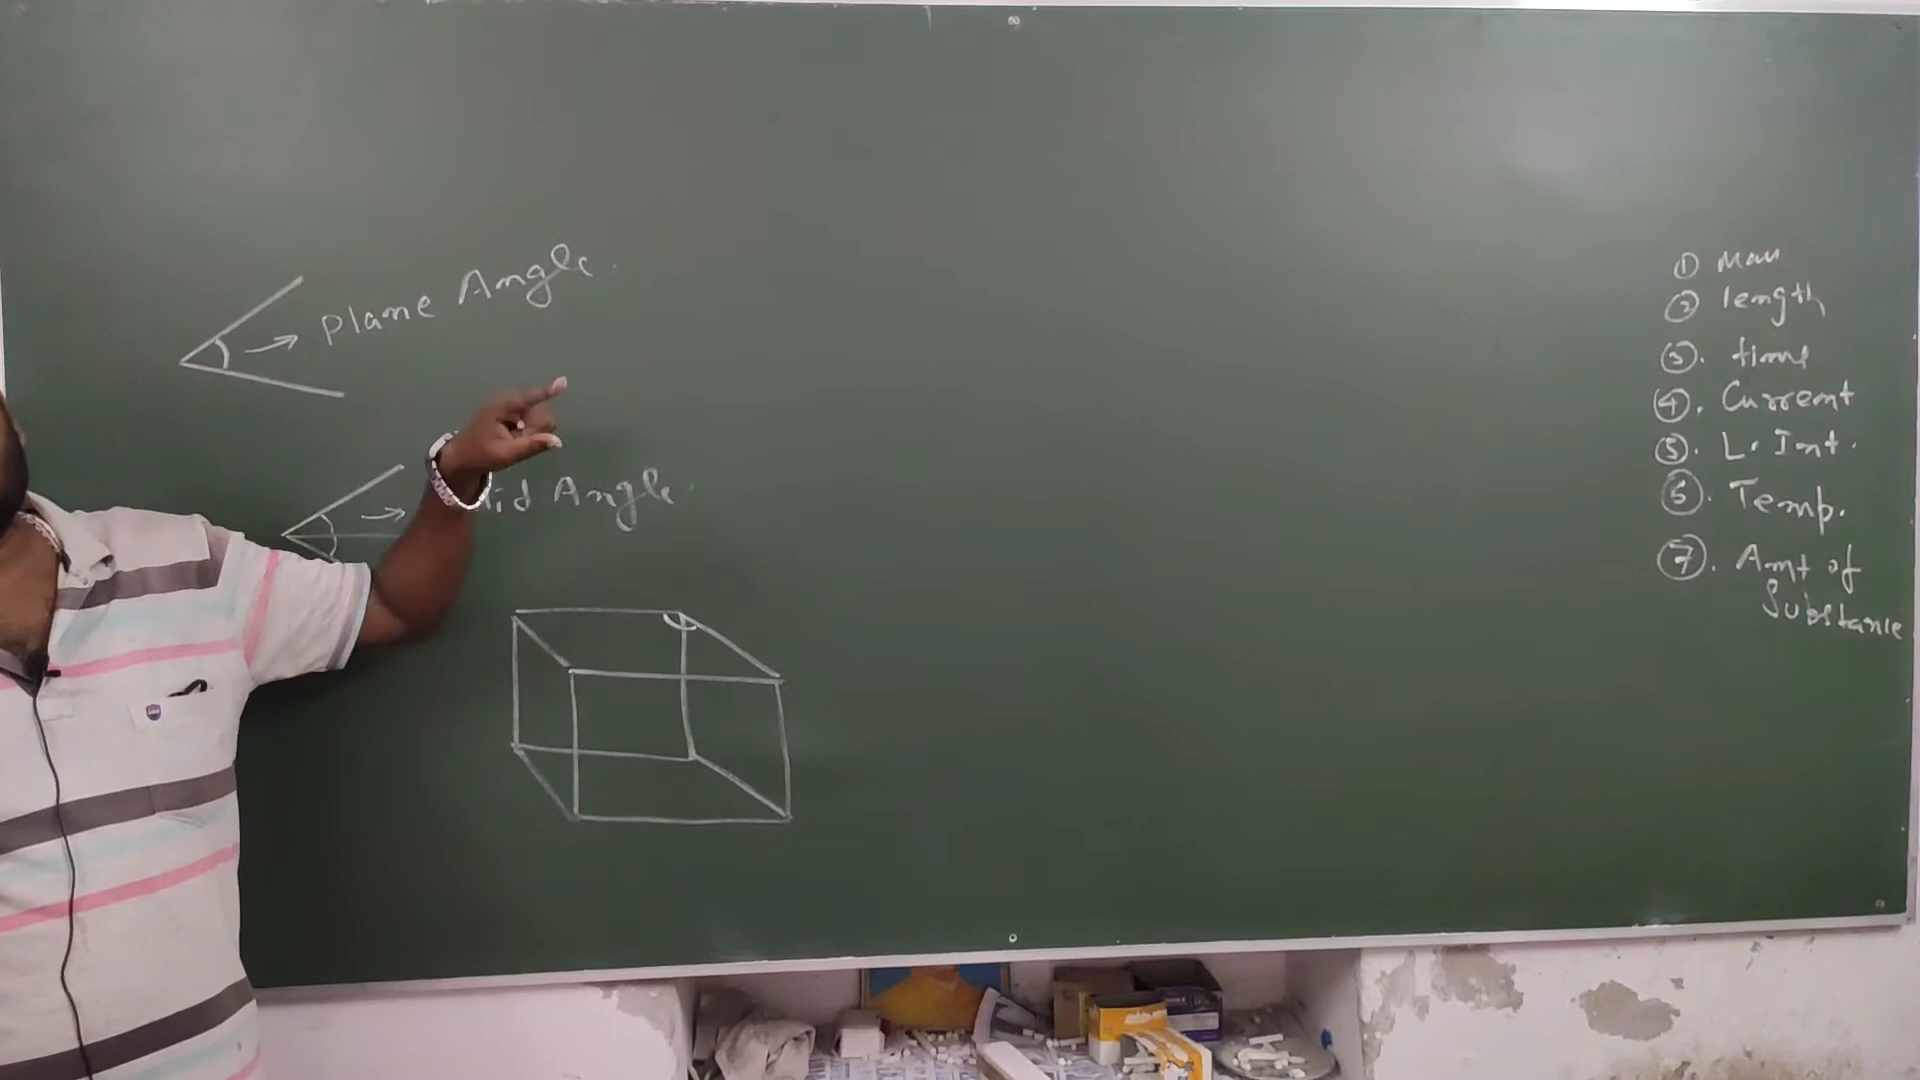 Plane Angle.
lid Angle.
① Mass
② length
③. time
④. Current
⑤. L. Int.
⑥. Temp.
⑦. Amt of
Substance